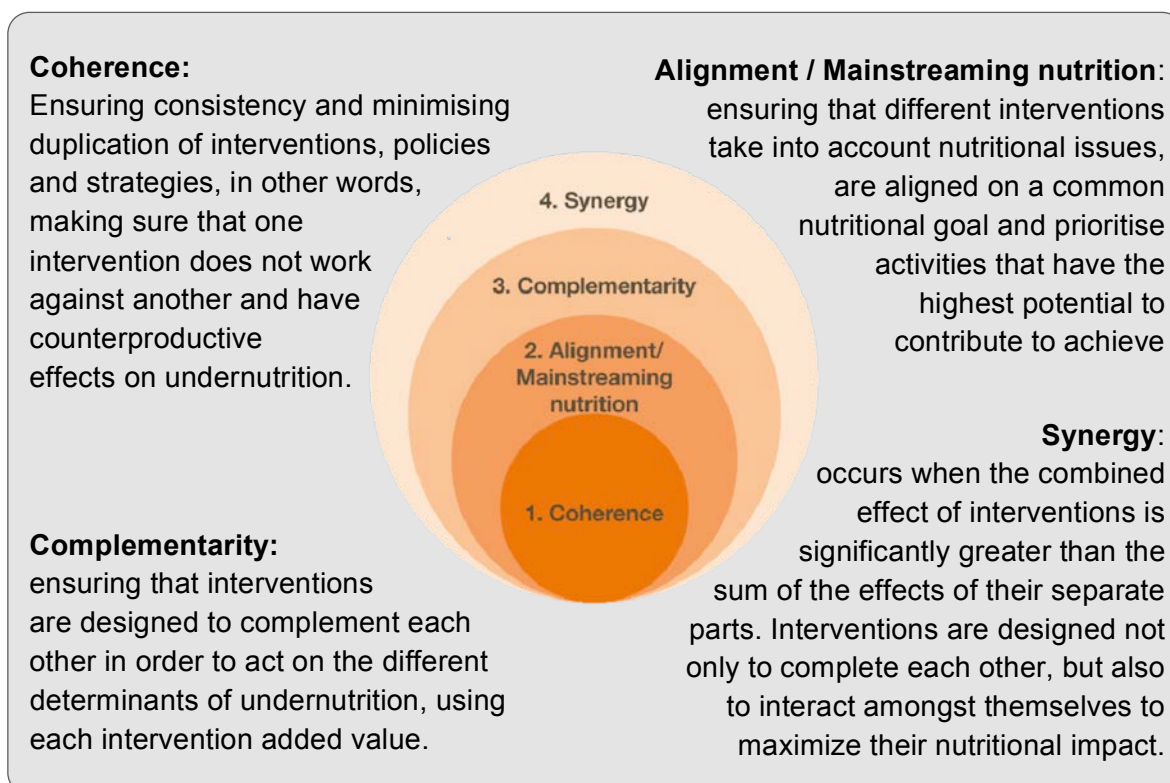 Coherence:
Ensuring consistency and minimising
duplication of interventions, policies
and strategies, in other words,
making sure that one
intervention does not work
against another and have
counterproductive
effects on undernutrition.
Alignment / Mainstreaming nutrition:
ensuring that different interventions
take into account nutritional issues,
are aligned on a common
nutritional goal and prioritise
activities that have the
highest potential to
contribute to achieve
4. Synergy
3. Complementarity
2. Alignment/
Mainstreaming
nutrition
1. Coherence
Complementarity:
ensuring that interventions
are designed to complement each
other in order to act on the different
determinants of undernutrition, using
each intervention added value.
Synergy:
occurs when the combined
effect of interventions is
significantly greater than the
sum of the effects of their separate
parts. Interventions are designed not
only to complete each other, but also
to interact amongst themselves to
maximize their nutritional impact.